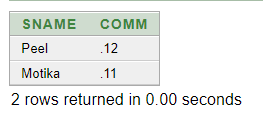 SNAME COMM
Peel .12
Motika .11
2 rows returned in 0.00 seconds